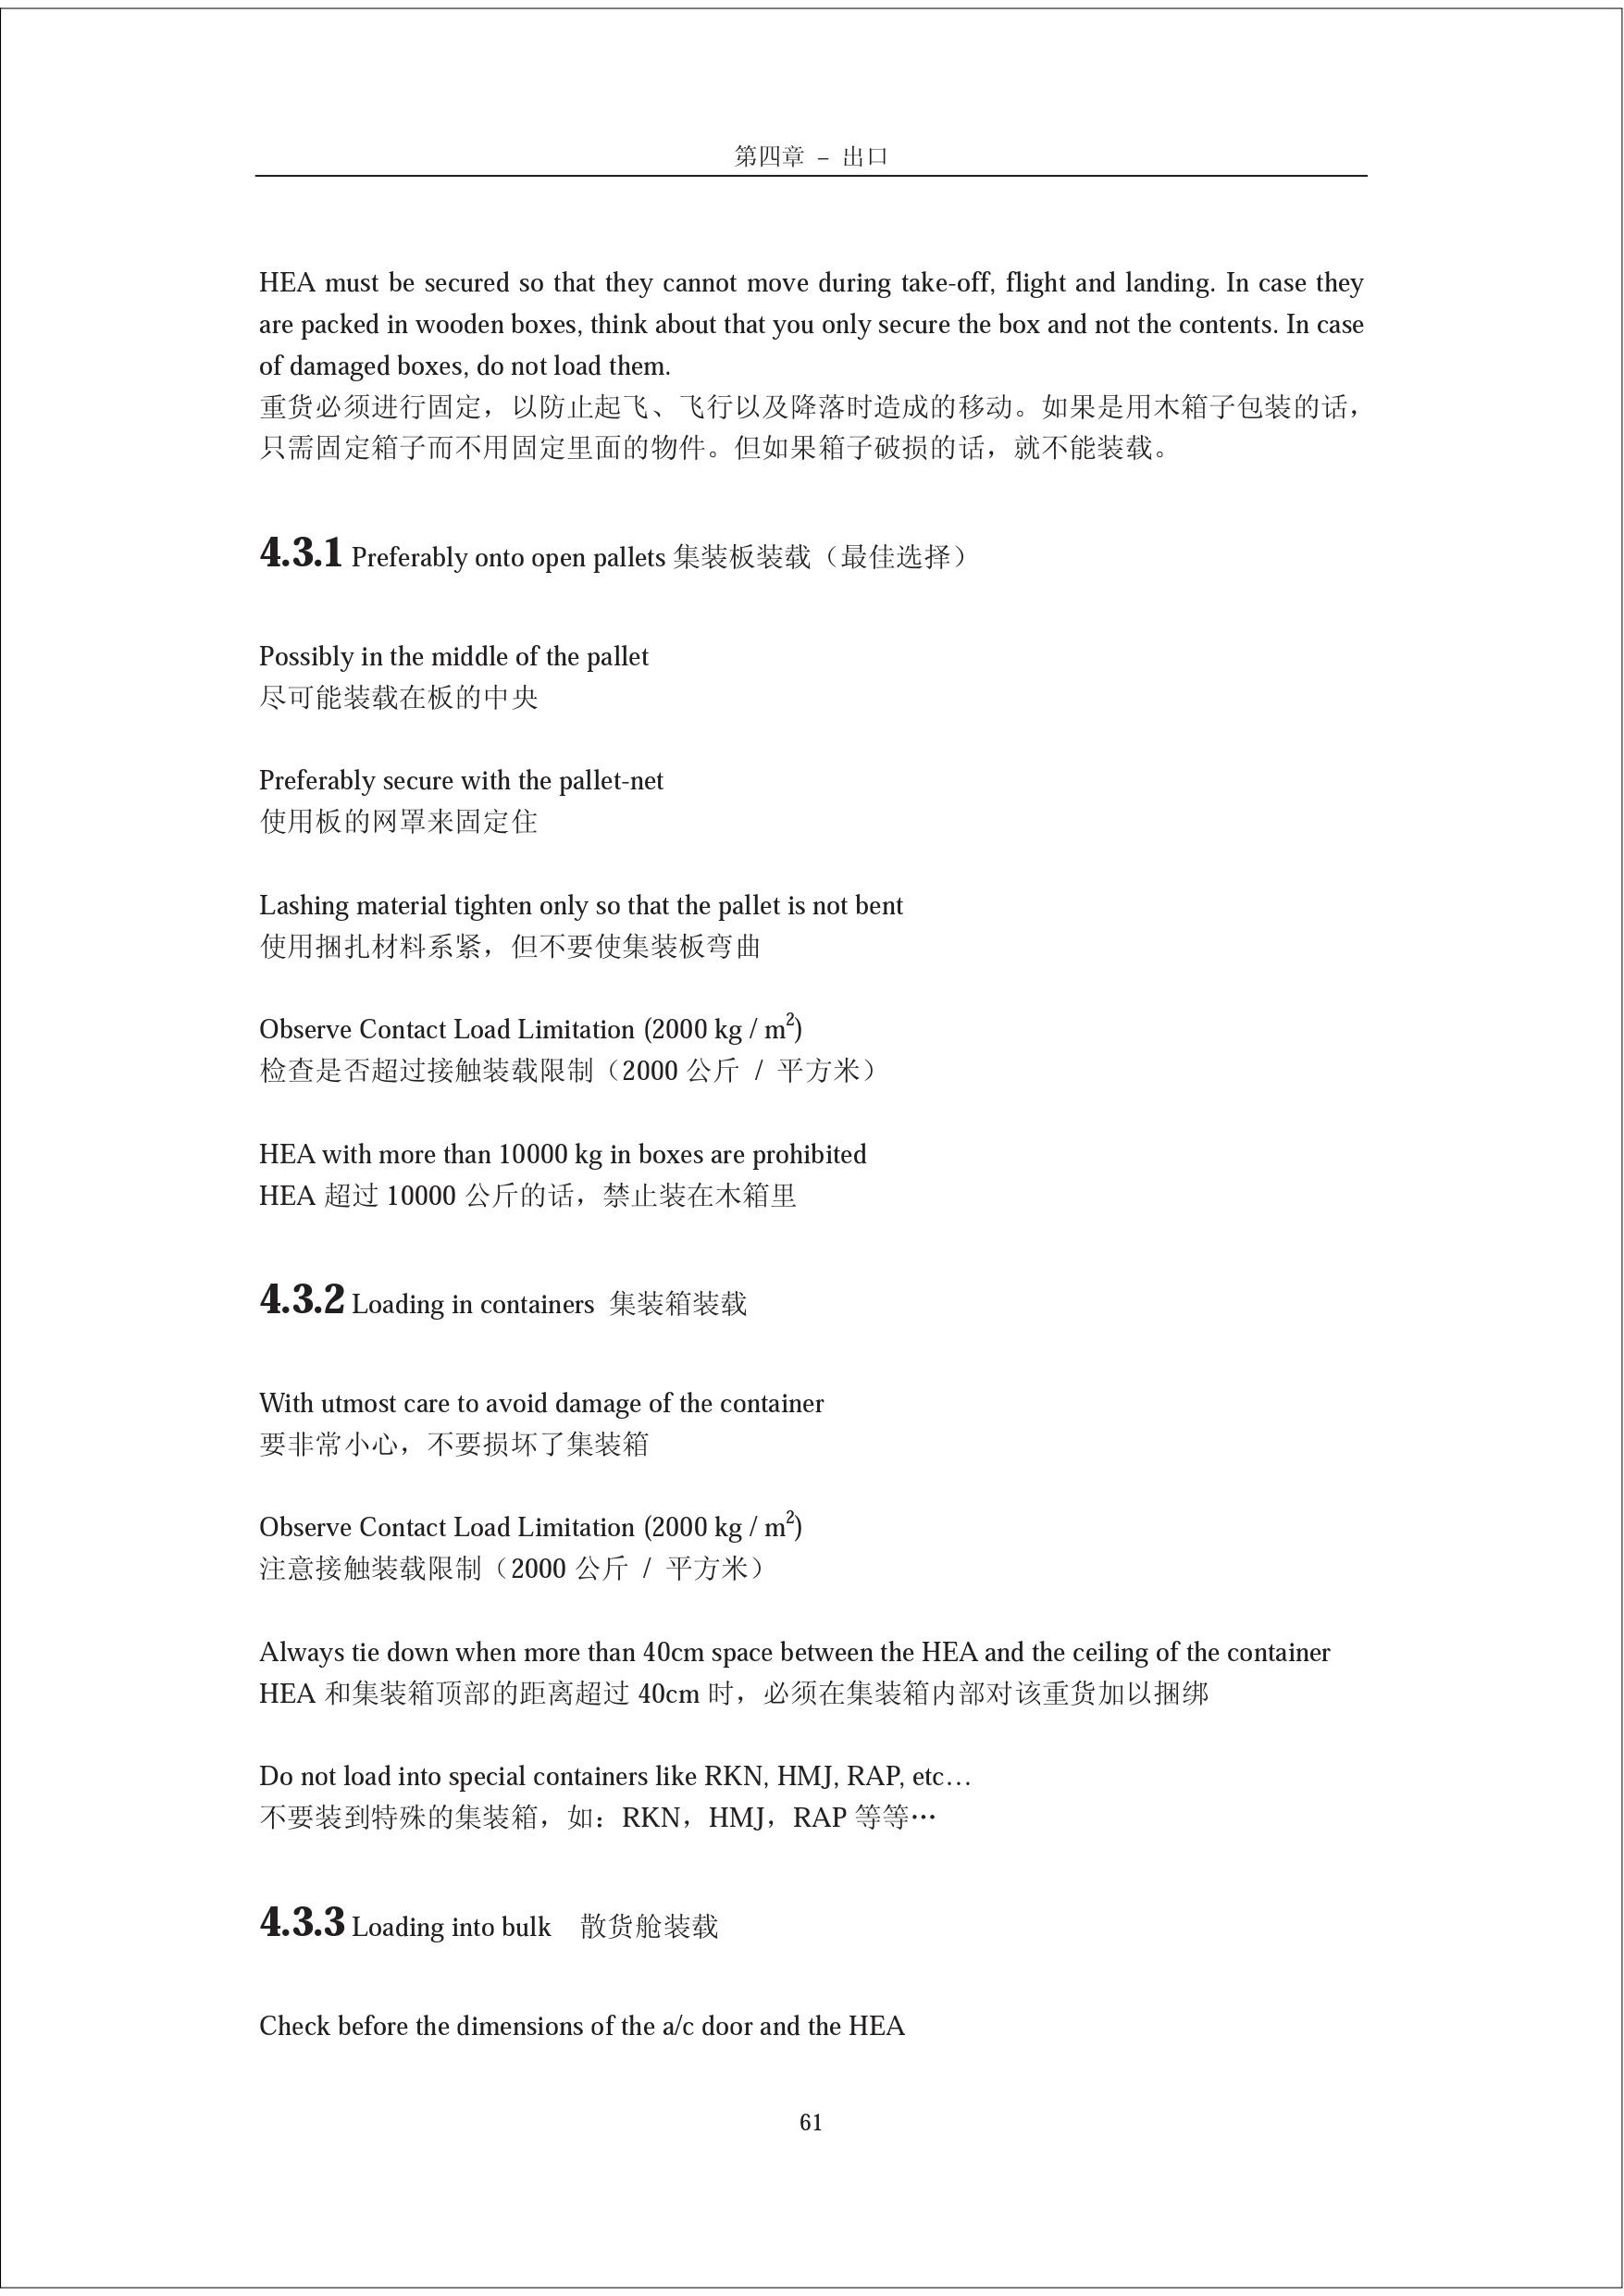 第四章 – 出口
HEA must be secured so that they cannot move during take-off, flight and landing. In case they
are packed in wooden boxes, think about that you only secure the box and not the contents. In case
of damaged boxes, do not load them.
重货必须进行固定，以防止起飞、飞行以及降落时造成的移动。如果是用木箱子包装的话，
只需固定箱子而不用固定里面的物件。但如果箱子破损的话，就不能装载。
4.3.1 Preferably onto open pallets 集装板装载（最佳选择）
Possibly in the middle of the pallet
尽可能装载在板的中央
Preferably secure with the pallet-net
使用板的网罩来固定住
Lashing material tighten only so that the pallet is not bent
使用捆扎材料系紧，但不要使集装板弯曲
Observe Contact Load Limitation (2000 kg / m²)
检查是否超过接触装载限制（2000 公斤 / 平方米）
HEA with more than 10000 kg in boxes are prohibited
HEA 超过 10000 公斤的话，禁止装在木箱里
4.3.2 Loading in containers 集装箱装载
With utmost care to avoid damage of the container
要非常小心，不要损坏了集装箱
Observe Contact Load Limitation (2000 kg / m²)
注意接触装载限制（2000 公斤 / 平方米）
Always tie down when more than 40cm space between the HEA and the ceiling of the container
HEA 和集装箱顶部的距离超过 40cm 时，必须在集装箱内部对该重货加以捆绑
Do not load into special containers like RKN, HMJ, RAP, etc…
不要装到特殊的集装箱，如：RKN，HMJ，RAP 等等…
4.3.3 Loading into bulk 散货舱装载
Check before the dimensions of the a/c door and the HEA
61